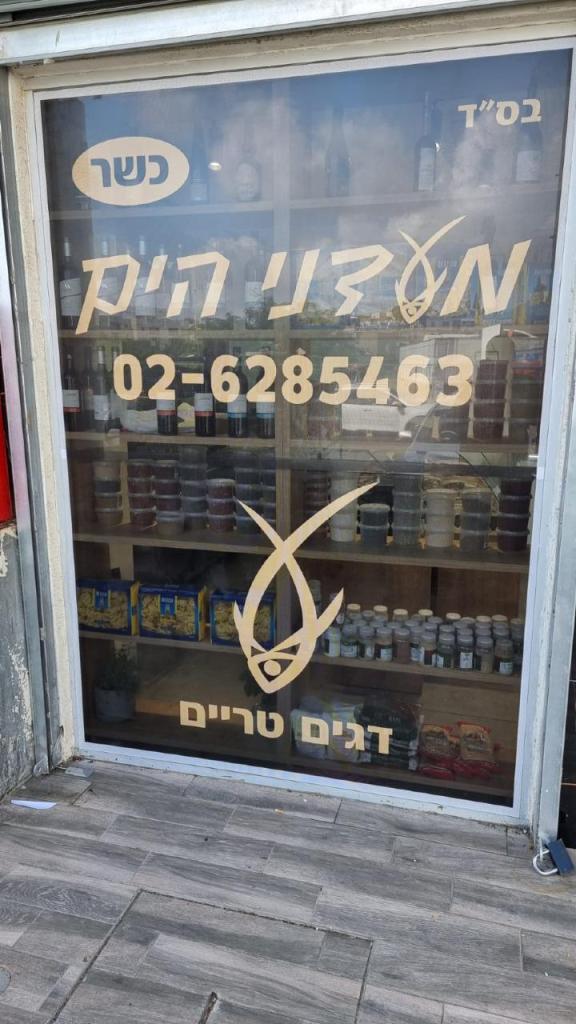 בס״ד
כשר
מעדני הים
02-6285463
דגים טריים